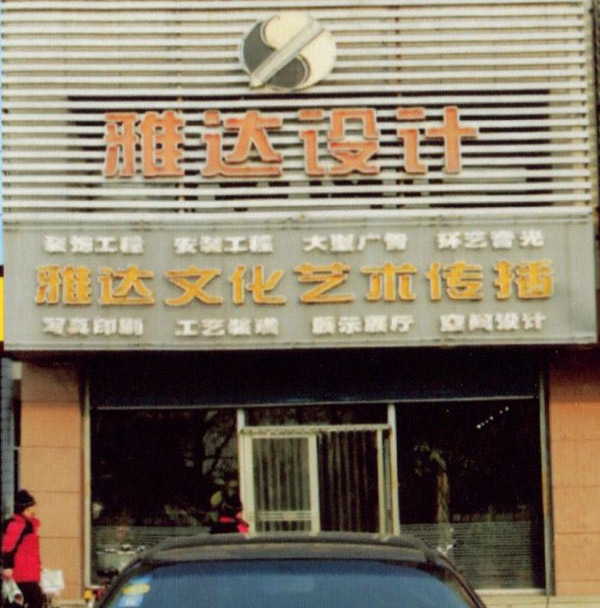 雅达设计
装饰工程 安装工程 大型广告 环艺音光
雅达文化艺术传播
写真印刷 工艺装潢 展示展厅 空间设计